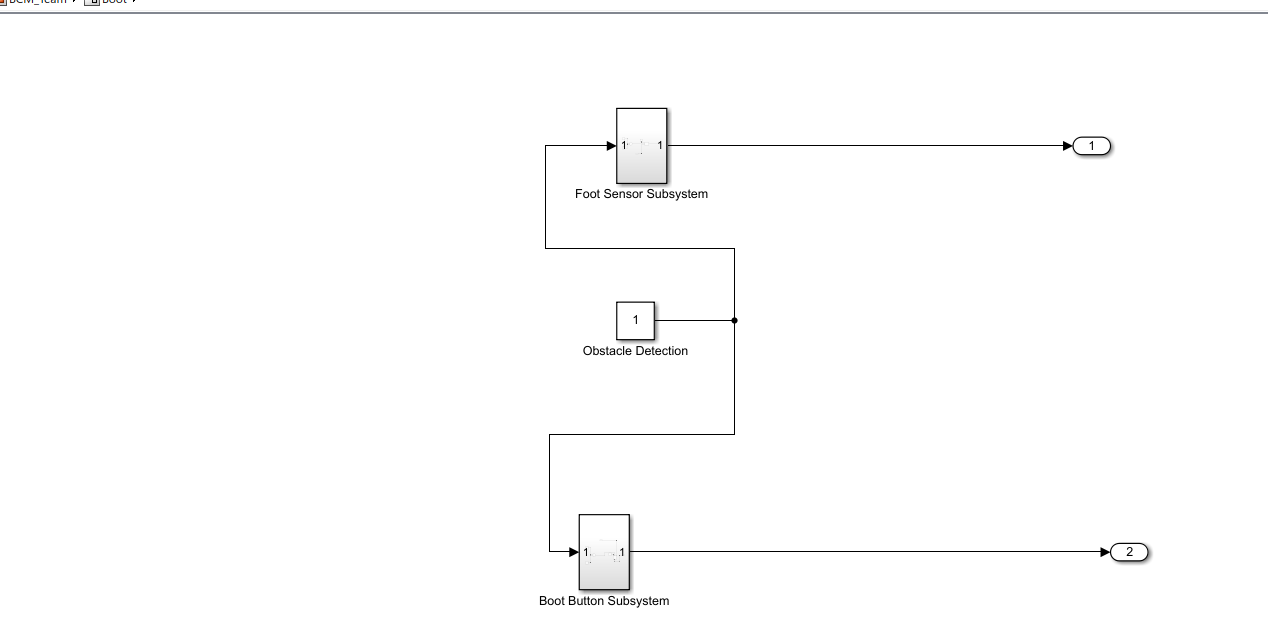 1 1 1
Foot Sensor Subsystem
1
Obstacle Detection
1 1 2
Boot Button Subsystem